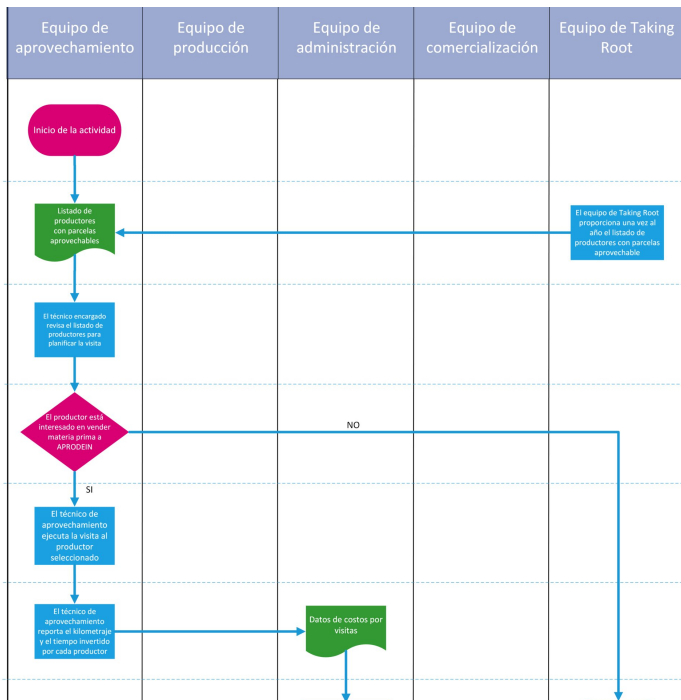 Equipo de
aprovechamiento
Equipo de
producción
Equipo de
administración
Equipo de
comercialización
Equipo de Taking
Root
Inicio de la actividad
Listado de
productores
con parcelas
aprovechables
El equipo de Taking Root
proporciona una vez al
año el listado de
productores con parcelas
aprovechable
El técnico encargado
revisa el listado de
productores para
planificar la visita
El productor está
interesado en vender
materia prima a
APRODEIN
NO
SI
El técnico de
aprovechamiento
ejecuta la visita al
productor
seleccionado
El técnico de
aprovechamiento
reporta el kilometraje
y el tiempo invertido
por cada productor
Datos de costos por
visitas